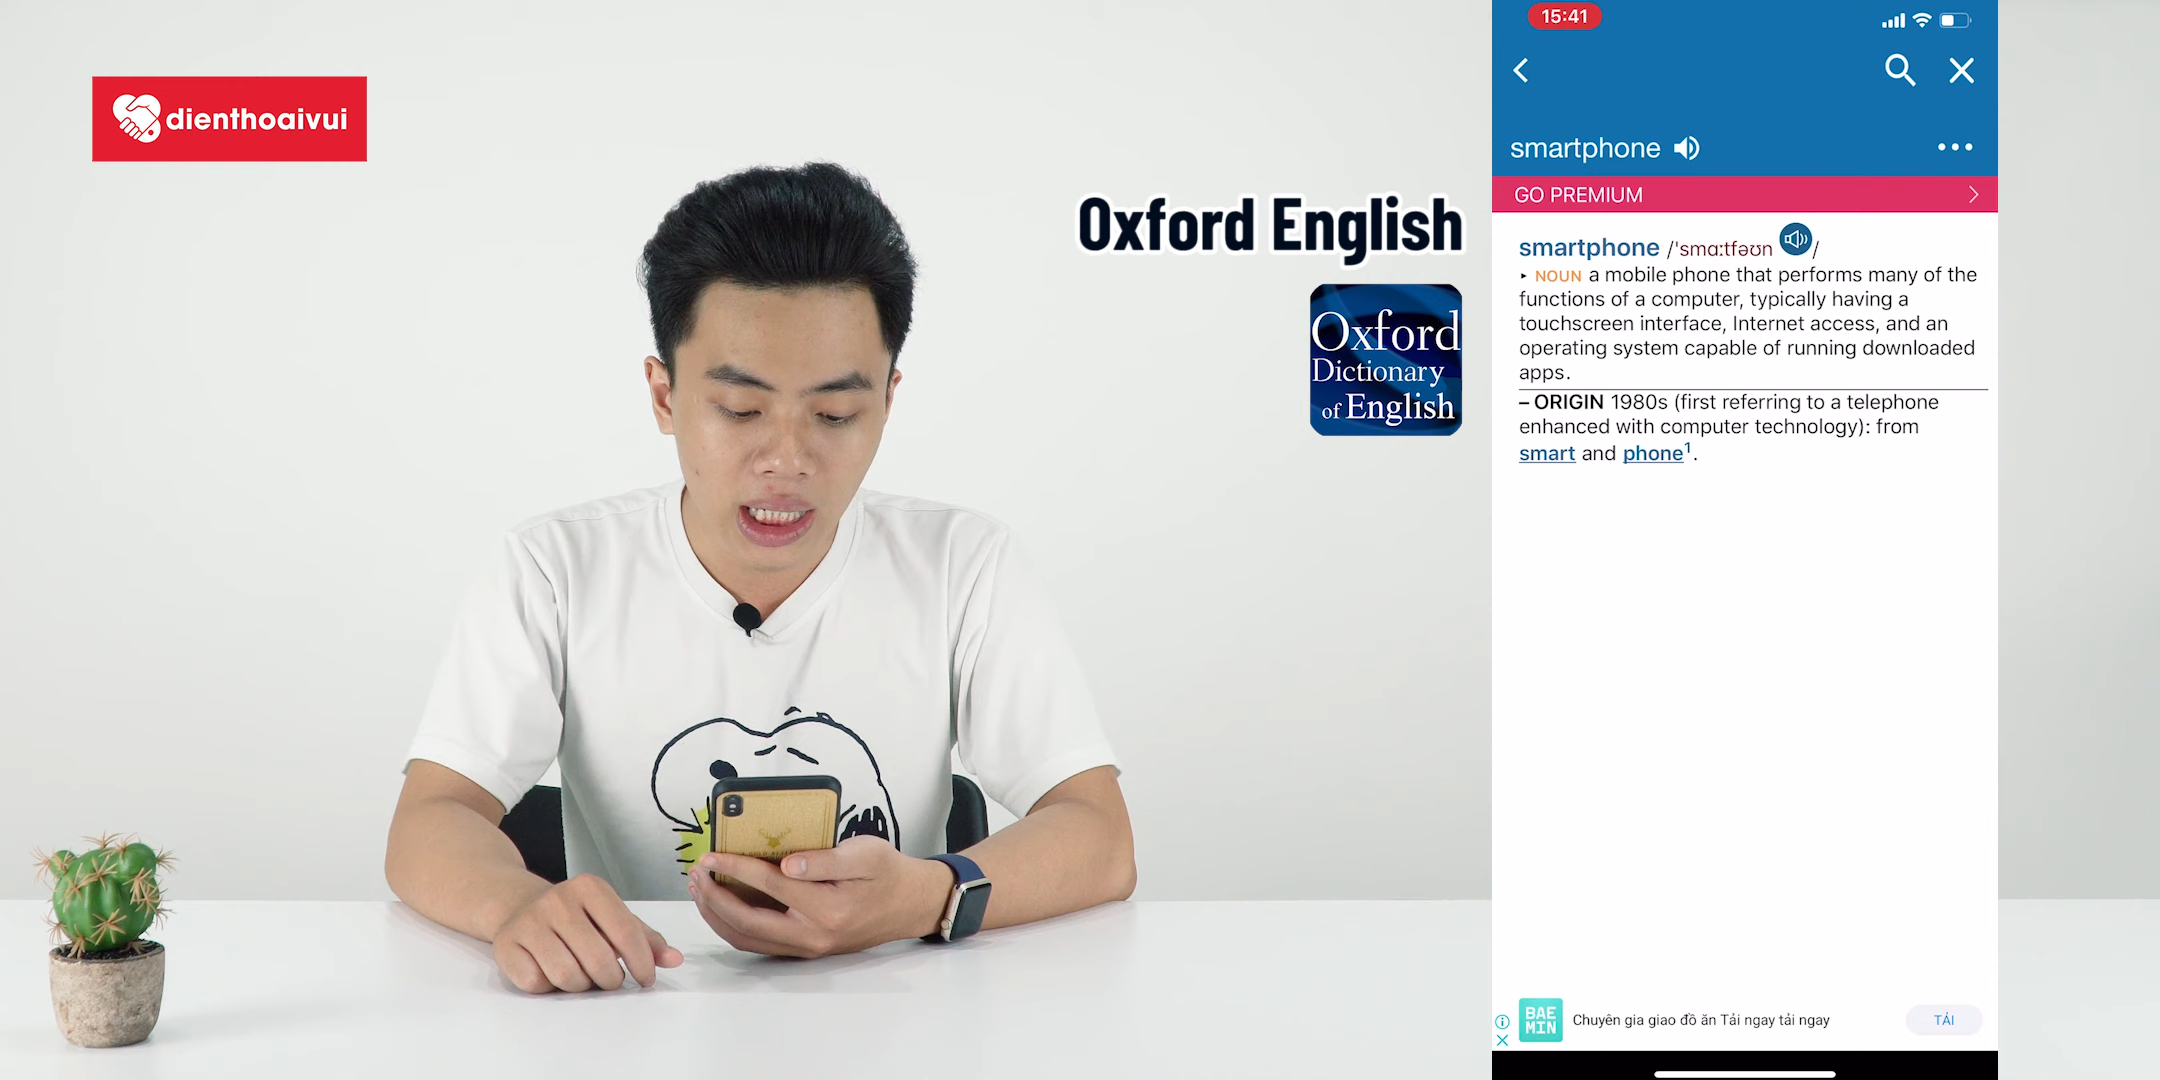 dienthoaivui
Oxford English
Oxford
Dictionary
of English
15:41
smartphone
GO PREMIUM
smartphone /ˈsmɑːtfəʊn /
▸ NOUN a mobile phone that performs many of the
functions of a computer, typically having a
touchscreen interface, Internet access, and an
operating system capable of running downloaded
apps.
– ORIGIN 1980s (first referring to a telephone
enhanced with computer technology): from
smart and phone¹.
BAE
MIN
Chuyên gia giao đồ ăn Tải ngay tải ngay
TẢI